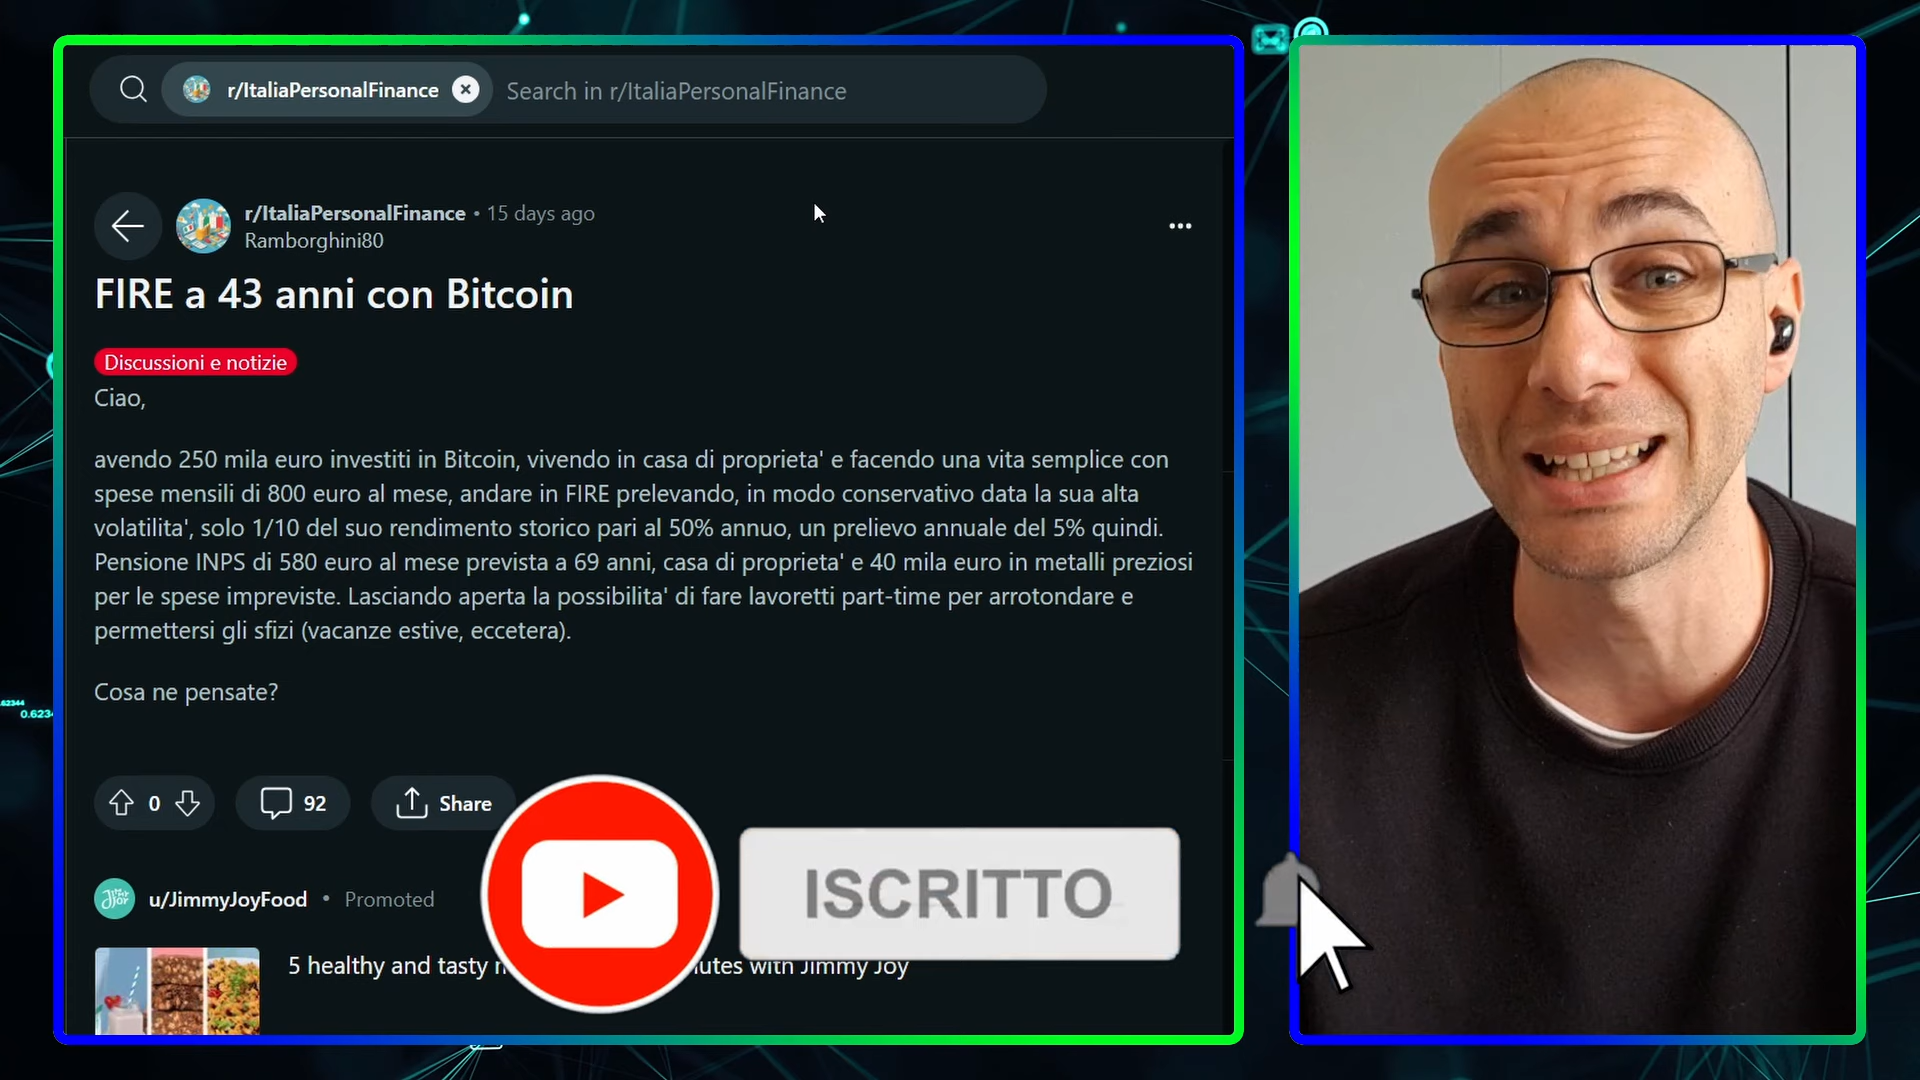 r/ItaliaPersonalFinance
Search in r/ItaliaPersonalFinance
r/ItaliaPersonalFinance • 15 days ago
Ramborghini80
FIRE a 43 anni con Bitcoin
Discussioni e notizie
Ciao,
avendo 250 mila euro investiti in Bitcoin, vivendo in casa di proprieta' e facendo una vita semplice con
spese mensili di 800 euro al mese, andare in FIRE prelevando, in modo conservativo data la sua alta
volatilita', solo 1/10 del suo rendimento storico pari al 50% annuo, un prelievo annuale del 5% quindi.
Pensione INPS di 580 euro al mese prevista a 69 anni, casa di proprieta' e 40 mila euro in metalli preziosi
per le spese impreviste. Lasciando aperta la possibilita' di fare lavoretti part-time per arrotondare e
permettersi gli sfizi (vacanze estive, eccetera).
Cosa ne pensate?
0
92
Share
u/JimmyJoyFood • Promoted
ISCRITTO
5 healthy and tasty with Jimmy Joy
.62344